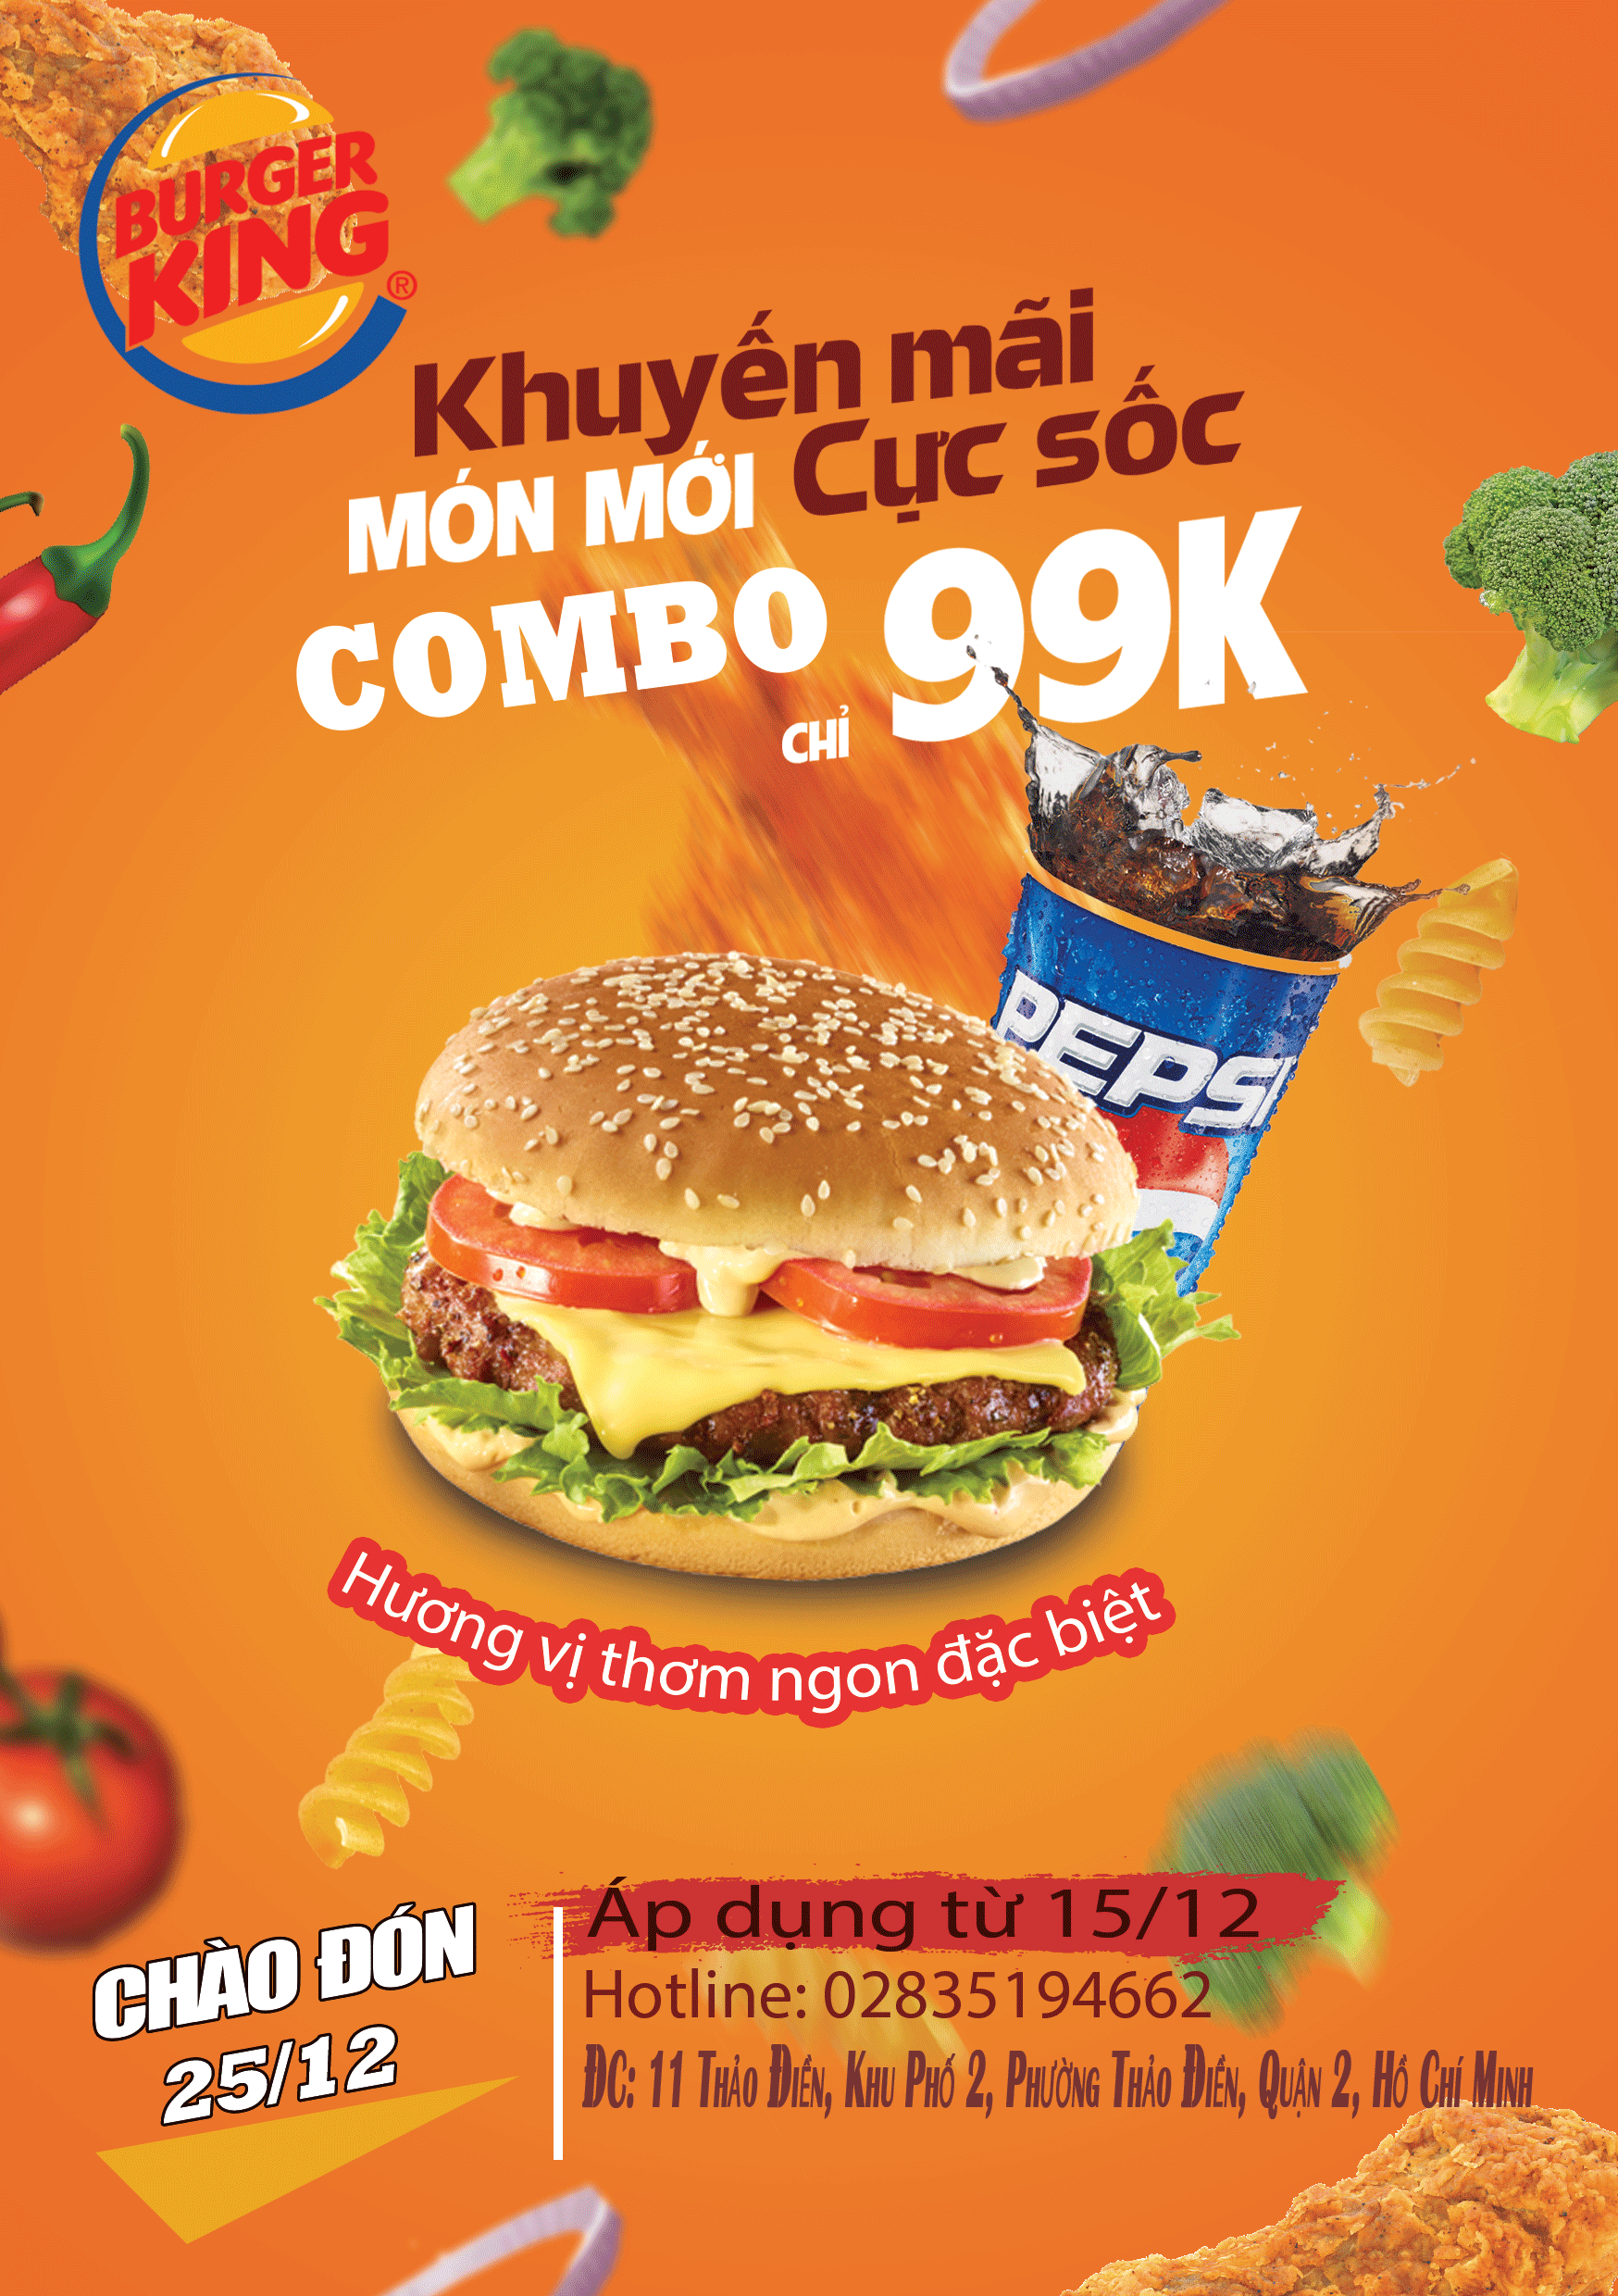 BURGER
KING
®
Khuyến mãi
Cực sốc
MÓN MỚI
COMBO
CHỈ
99K
PEPSI
Hương vị thơm ngon đặc biệt
CHÀO ĐÓN
25/12
Áp dụng từ 15/12
Hotline: 02835194662
ĐC: 11 THẢO ĐIỀN, KHU PHỐ 2, PHƯỜNG THẢO ĐIỀN, QUẬN 2, HỒ CHÍ MINH